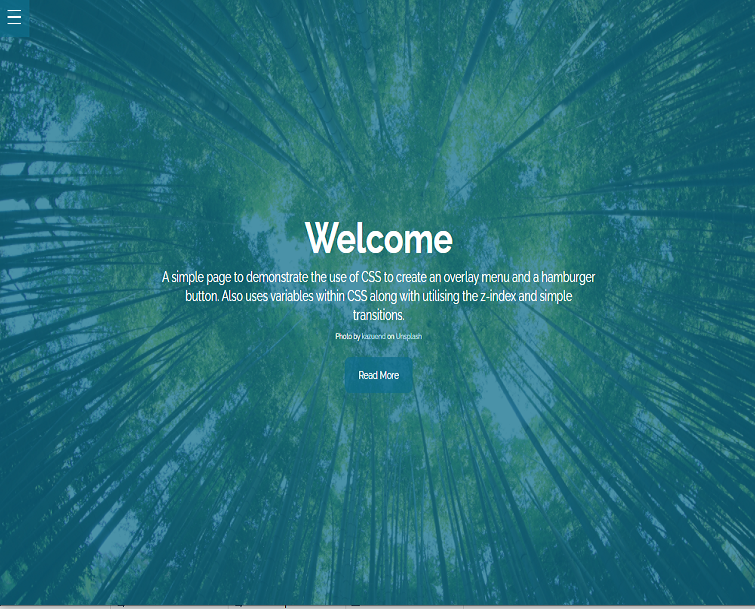 Welcome
A simple page to demonstrate the use of CSS to create an overlay menu and a hamburger
button. Also uses variables within CSS along with utilising the z-index and simple
transitions.
Photo by kazuend on Unsplash
Read More